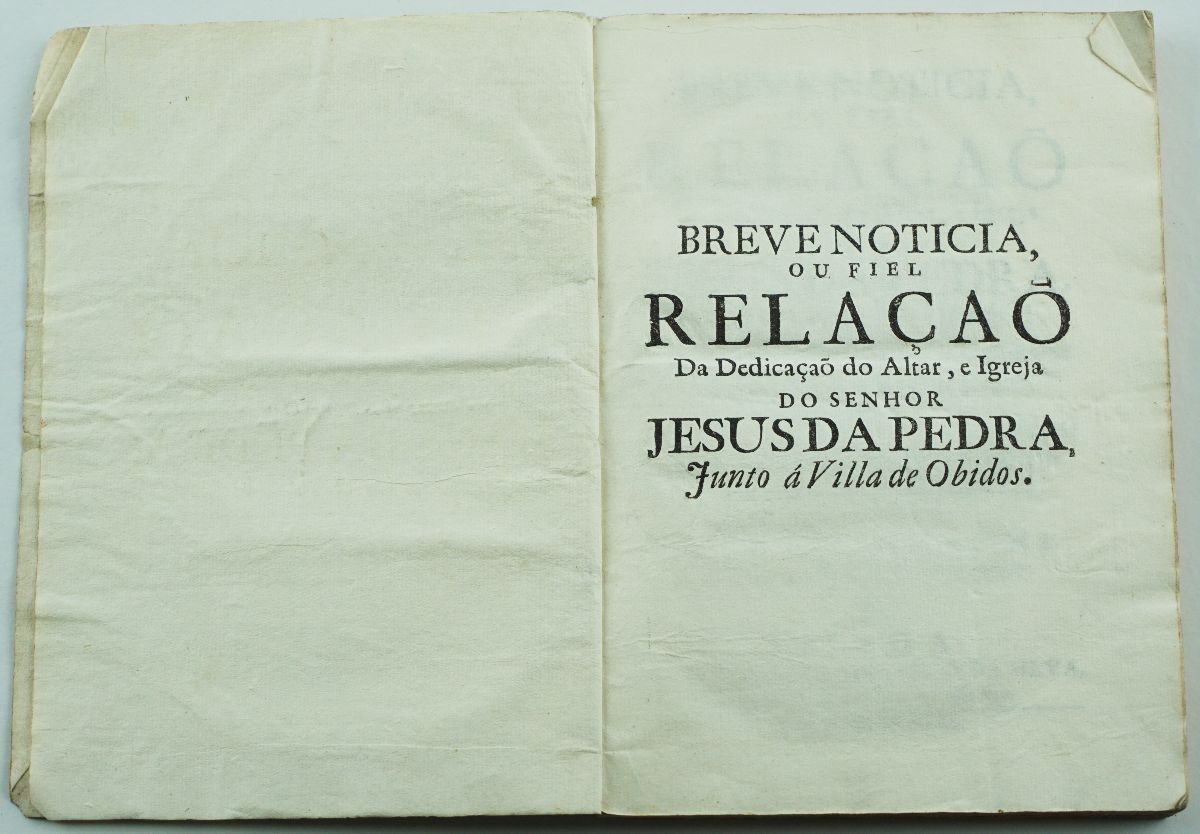 BREVE NOTICIA,
OU FIEL
RELAÇAÕ
Da Dedicaçaõ do Altar, e Igreja
DO SENHOR
JESUS DA PEDRA,
Junto á Villa de Obidos.